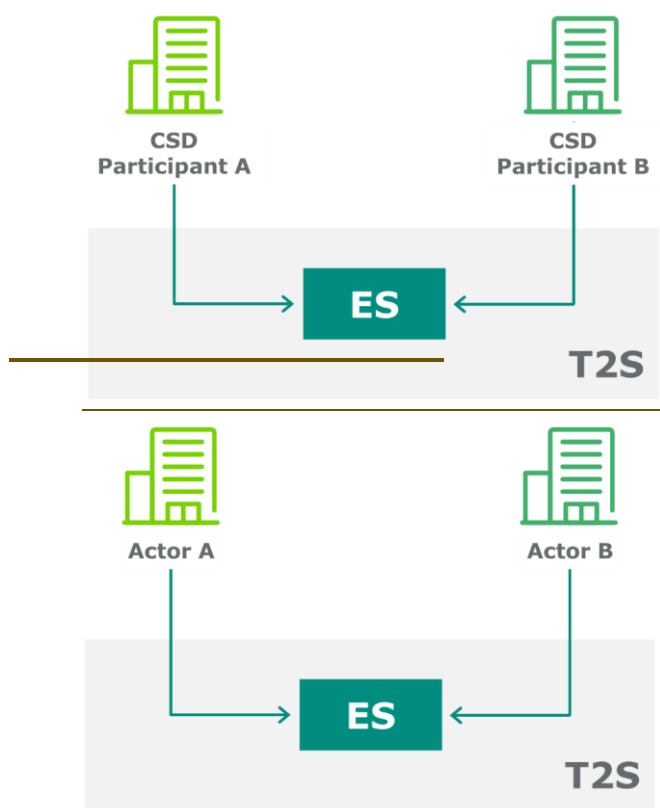 CSD
Participant A
CSD
Participant B
ES
T2S
Actor A
Actor B
ES
T2S